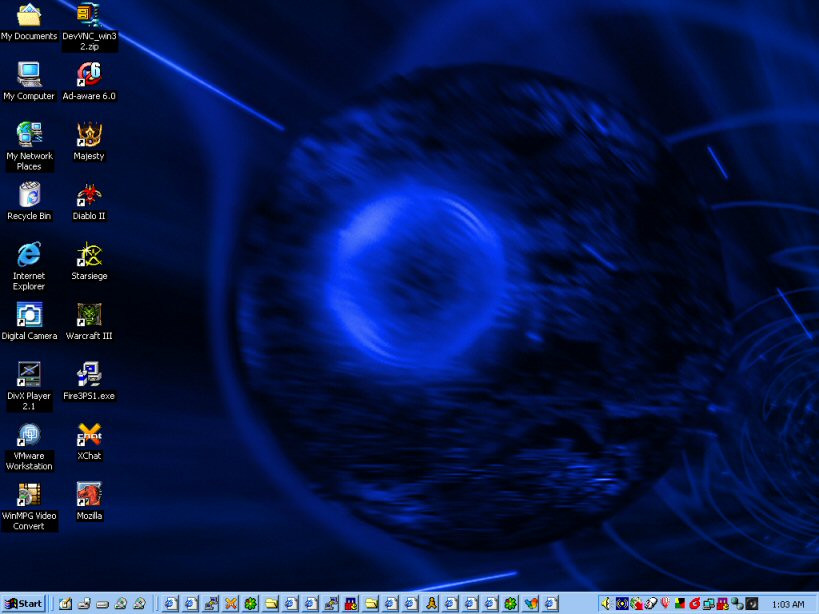 My Documents
DevVNC_win3
2.zip
My Computer
Ad-aware 6.0
My Network
Places
Majesty
Recycle Bin
Diablo II
Internet
Explorer
Starsiege
Digital Camera
Warcraft III
DivX Player
2.1
Fire3PS1.exe
VMware
Workstation
XChat
WinMPG Video
Convert
Mozilla
Start
1:03 AM